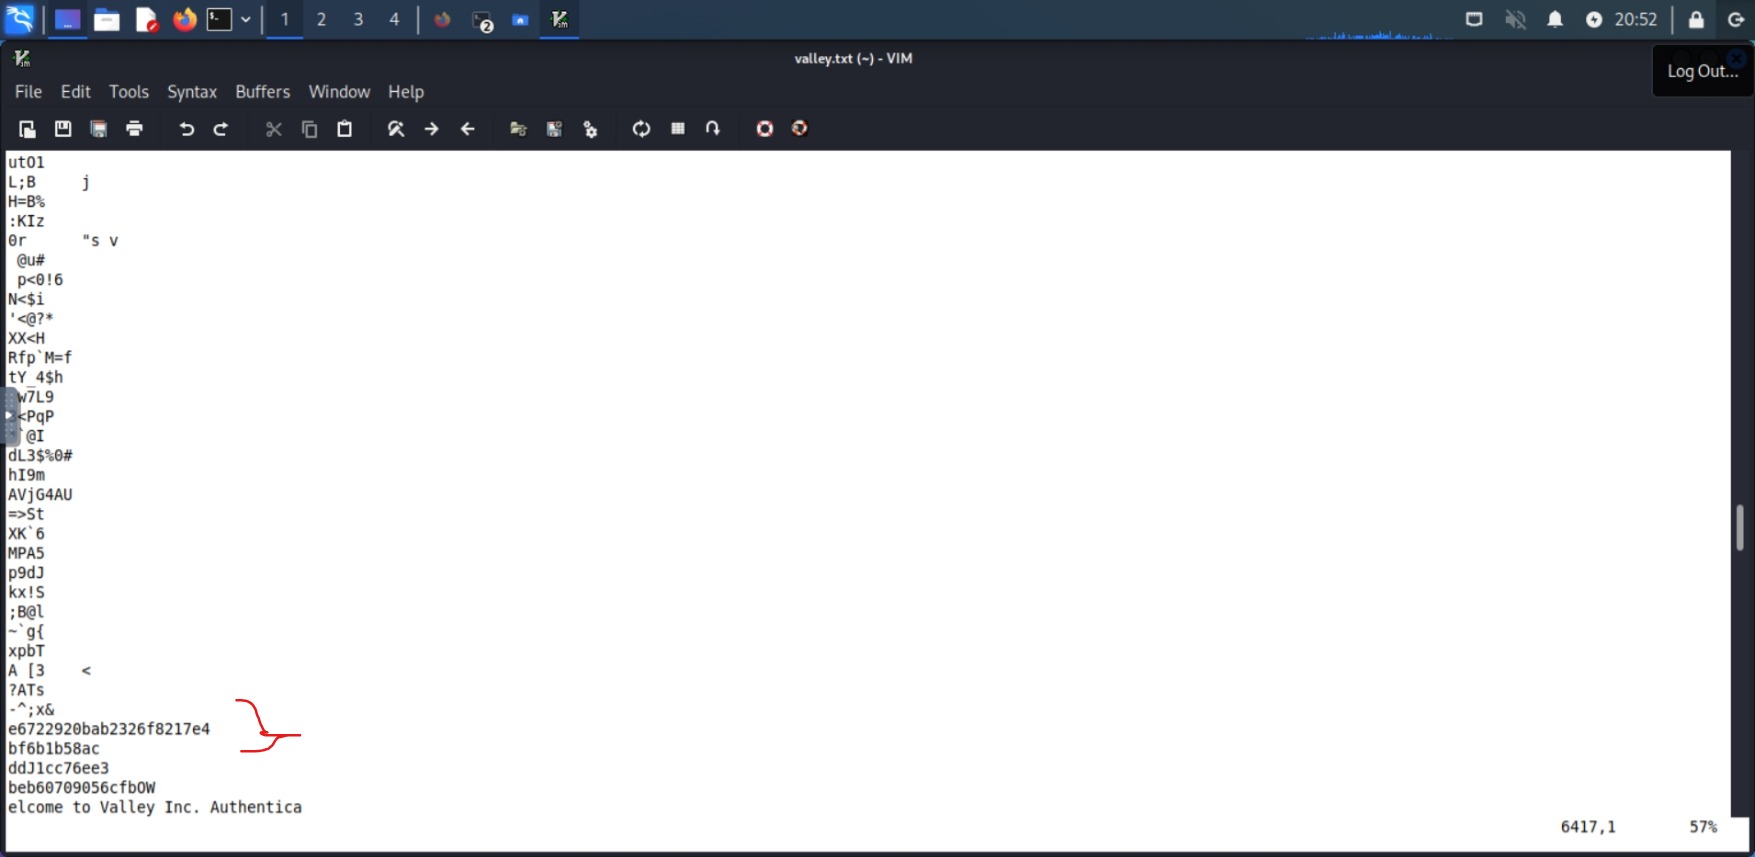 1 2 3 4 2 20:52
valley.txt (~) - VIM
Log Out...
File Edit Tools Syntax Buffers Window Help
utO1
L;B j
H=B%
:KIz
0r "s v
@u#
p<0!6
N<$i
'<@?*
XX<H
Rfp`M=f
tY_4$h
w7L9
<PqP
`@I
dL3$%0#
hI9m
AVjG4AU
=>St
XK`6
MPA5
p9dJ
kx!S
;B@l
~`g{
xpbT
A [3 <
?ATs
-^;x&
e6722920bab2326f8217e4
bf6b1b58ac
ddJ1cc76ee3
beb60709056cfbOW
elcome to Valley Inc. Authentica
6417,1 57%